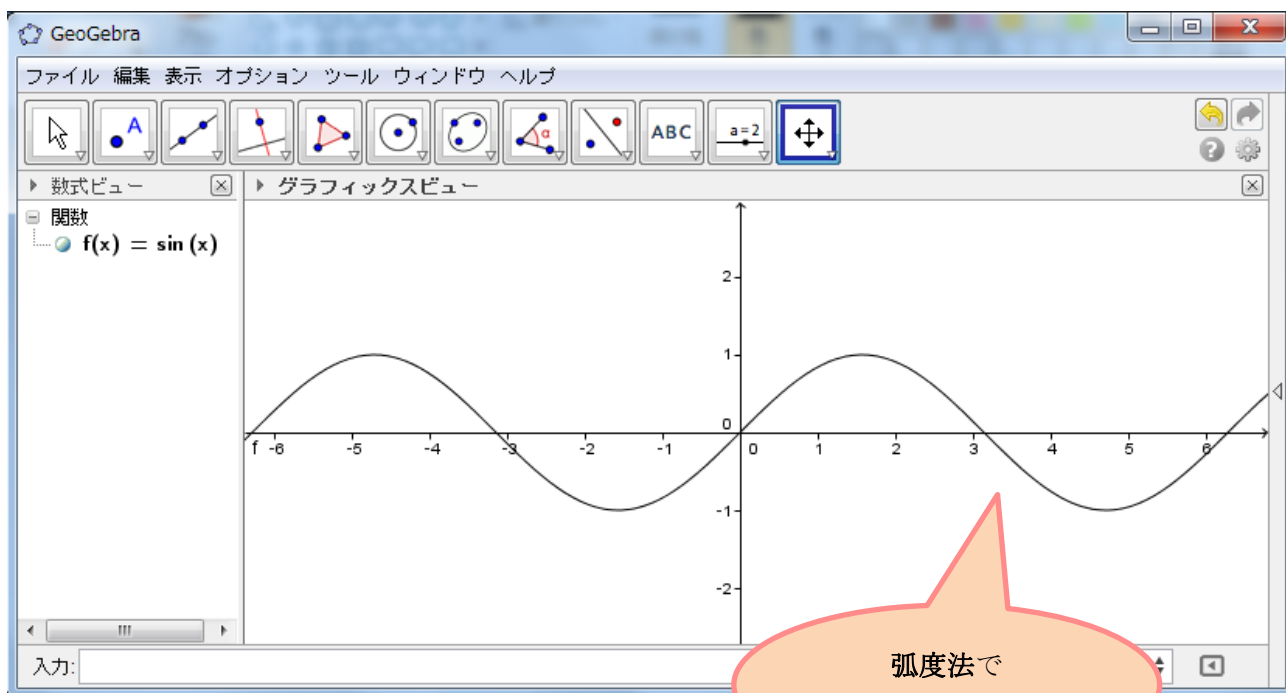 GeoGebra
ファイル 編集 表示 オプション ツール ウィンドウ ヘルプ
A α ABC a=2
数式ビュー
グラフィックスビュー
関数
f(x) = sin (x)
2
1
0
f -6 -5 -4 -3 -2 -1 0 1 2 3 4 5 6
-1
-2
弧度法で
入力: